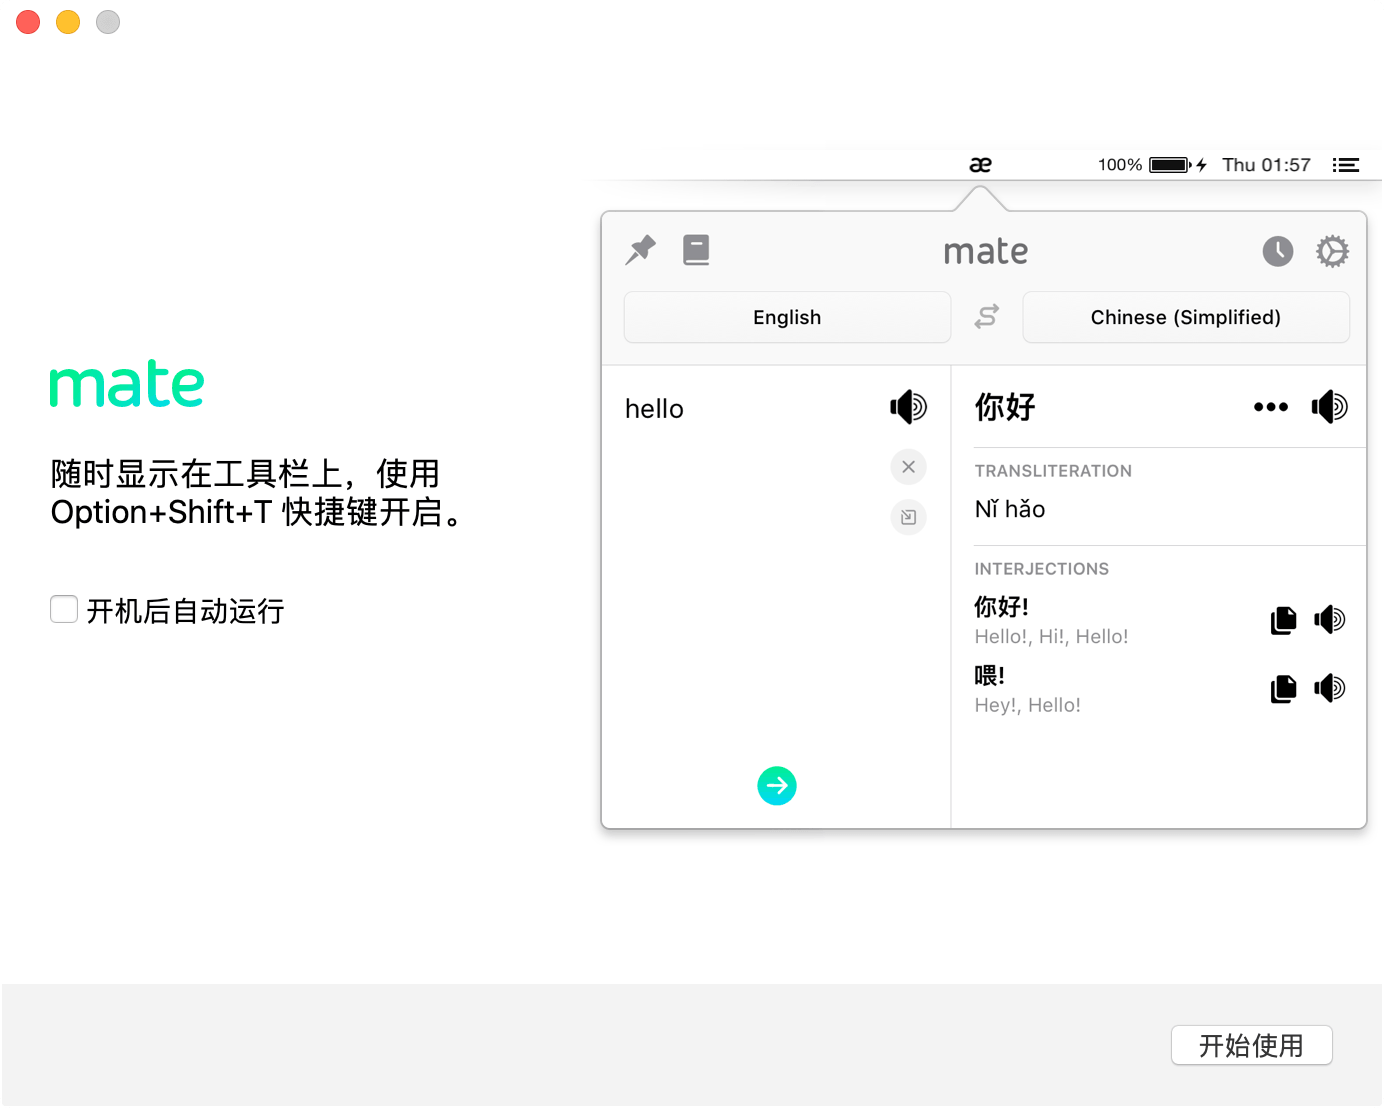 æ
100%
Thu 01:57
mate
English
Chinese (Simplified)
hello
你好
TRANSLITERATION
Nǐ hǎo
INTERJECTIONS
你好!
Hello!, Hi!, Hello!
喂!
Hey!, Hello!
mate
随时显示在工具栏上，使用
Option+Shift+T 快捷键开启。
开机后自动运行
开始使用